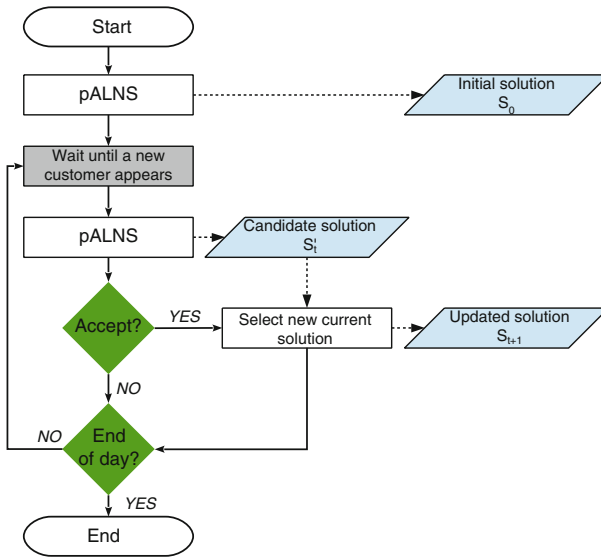 Start
pALNS
Initial solution
S0
Wait until a new
customer appears
pALNS
Candidate solution
S't
Accept?
YES
Select new current
solution
Updated solution
St+1
NO
NO
End
of day?
YES
End